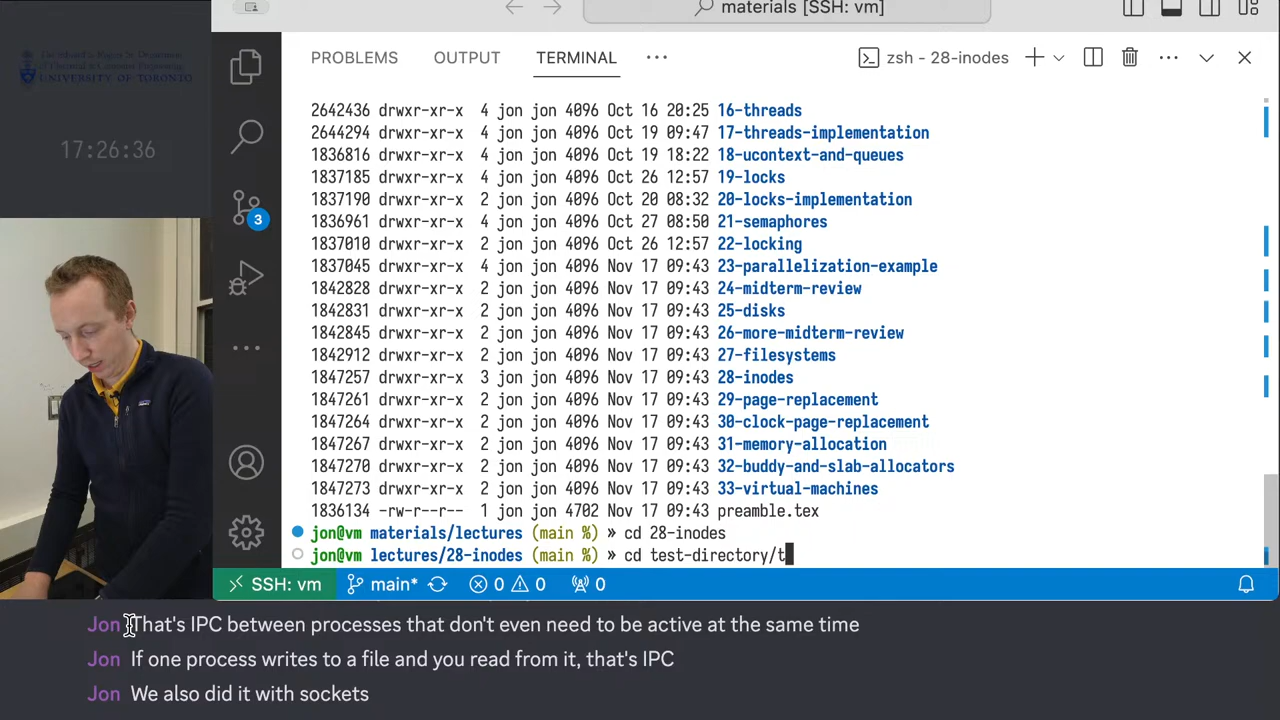 materials [SSH: vm]
UNIVERSITY OF TORONTO
PROBLEMS OUTPUT TERMINAL ··· zsh - 28-inodes
17:26:36
2642436 drwxr-xr-x 4 jon jon 4096 Oct 16 20:25 16-threads
2644294 drwxr-xr-x 4 jon jon 4096 Oct 19 09:47 17-threads-implementation
1836816 drwxr-xr-x 4 jon jon 4096 Oct 19 18:22 18-ucontext-and-queues
1837185 drwxr-xr-x 4 jon jon 4096 Oct 26 12:57 19-locks
1837190 drwxr-xr-x 2 jon jon 4096 Oct 20 08:32 20-locks-implementation
1836961 drwxr-xr-x 4 jon jon 4096 Oct 27 08:50 21-semaphores
1837010 drwxr-xr-x 2 jon jon 4096 Oct 26 12:57 22-locking
1837045 drwxr-xr-x 4 jon jon 4096 Nov 17 09:43 23-parallelization-example
1842828 drwxr-xr-x 2 jon jon 4096 Nov 17 09:43 24-midterm-review
1842831 drwxr-xr-x 2 jon jon 4096 Nov 17 09:43 25-disks
1842845 drwxr-xr-x 2 jon jon 4096 Nov 17 09:43 26-more-midterm-review
1842912 drwxr-xr-x 2 jon jon 4096 Nov 17 09:43 27-filesystems
1847257 drwxr-xr-x 3 jon jon 4096 Nov 17 09:43 28-inodes
1847261 drwxr-xr-x 2 jon jon 4096 Nov 17 09:43 29-page-replacement
1847264 drwxr-xr-x 2 jon jon 4096 Nov 17 09:43 30-clock-page-replacement
1847267 drwxr-xr-x 2 jon jon 4096 Nov 17 09:43 31-memory-allocation
1847270 drwxr-xr-x 2 jon jon 4096 Nov 17 09:43 32-buddy-and-slab-allocators
1847273 drwxr-xr-x 2 jon jon 4096 Nov 17 09:43 33-virtual-machines
1836134 -rw-r--r-- 1 jon jon 4702 Nov 17 09:43 preamble.tex
jon@vm materials/lectures (main %) » cd 28-inodes
jon@vm lectures/28-inodes (main %) » cd test-directory/t
3
SSH: vm main* 0 0 0
Jon That's IPC between processes that don't even need to be active at the same time
Jon If one process writes to a file and you read from it, that's IPC
Jon We also did it with sockets